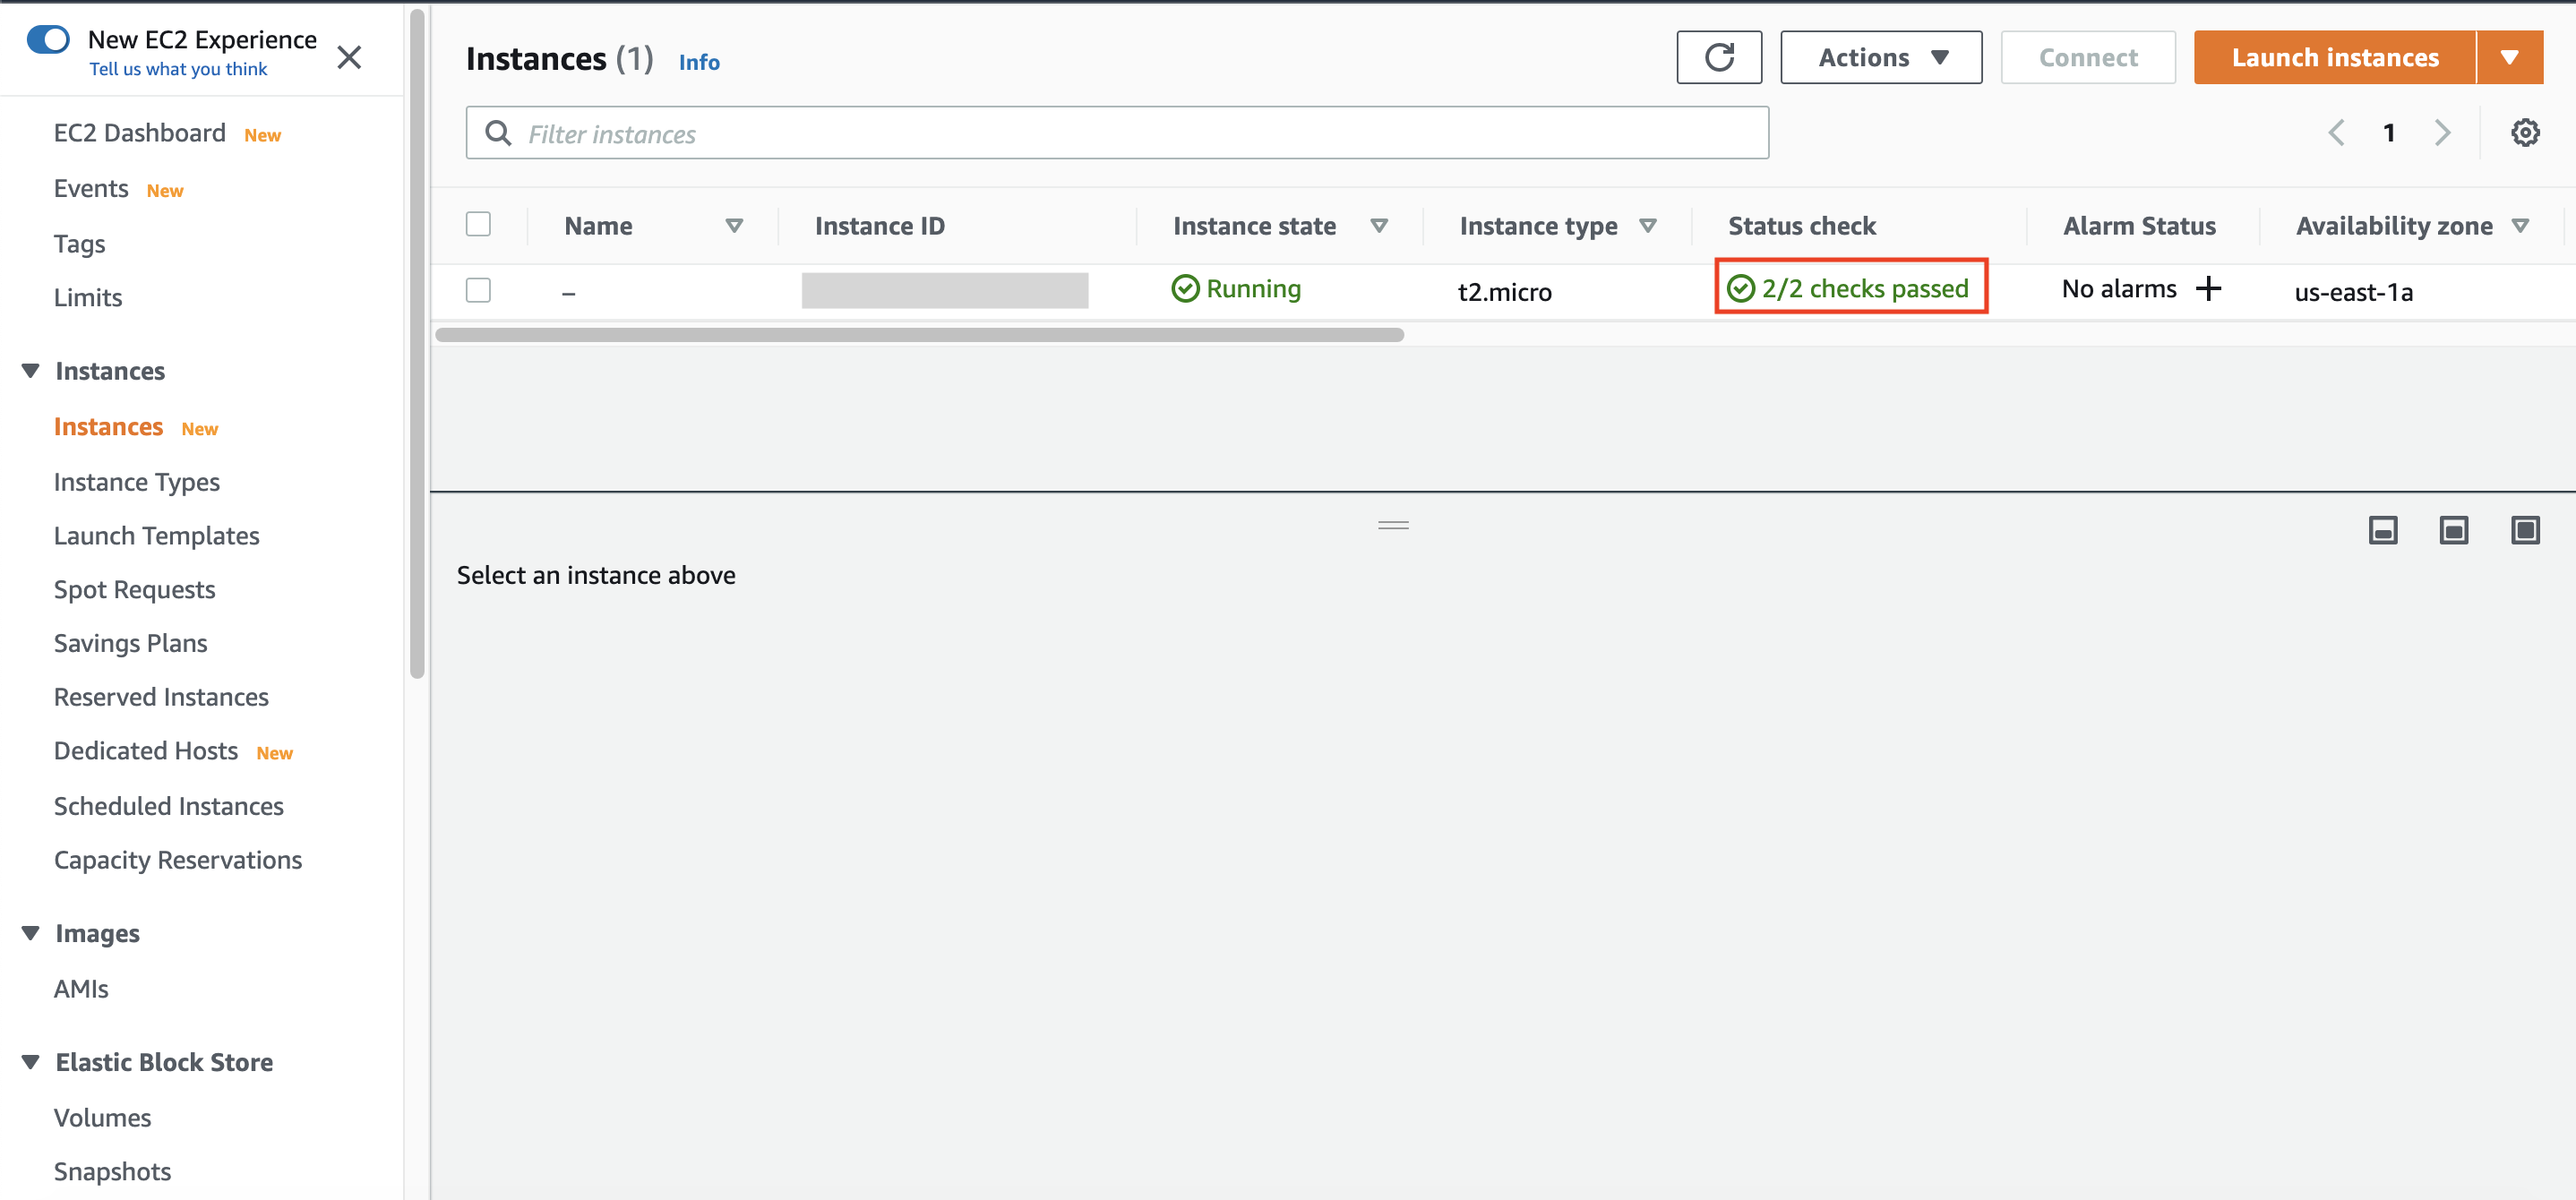 New EC2 Experience
Tell us what you think
EC2 Dashboard New
Events New
Tags
Limits
Instances
Instances New
Instance Types
Launch Templates
Spot Requests
Savings Plans
Reserved Instances
Dedicated Hosts New
Scheduled Instances
Capacity Reservations
Images
AMIs
Elastic Block Store
Volumes
Snapshots
Instances (1) Info
Actions
Connect
Launch instances
Filter instances
1
Name Instance ID Instance state Instance type Status check Alarm Status Availability zone
– Running t2.micro 2/2 checks passed No alarms + us-east-1a
Select an instance above